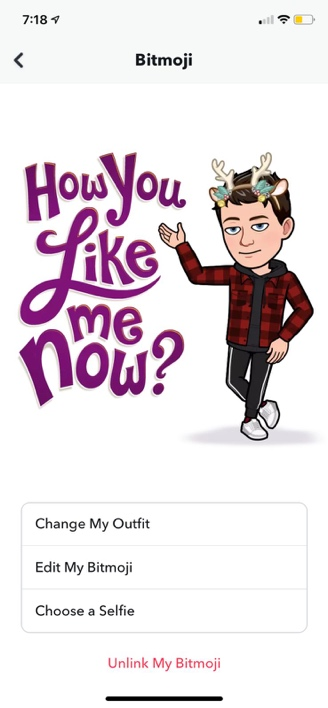 7:18
Bitmoji
How You
Like
me
now?
Change My Outfit
Edit My Bitmoji
Choose a Selfie
Unlink My Bitmoji